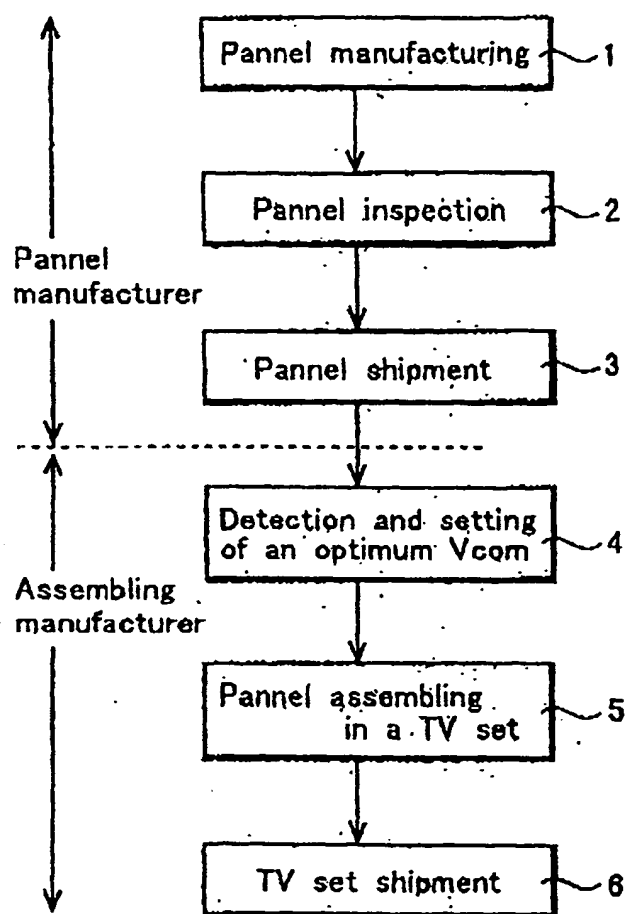 Pannel manufacturing
1
Pannel inspection
2
Pannel
manufacturer
Pannel shipment
3
Detection and setting
of an optimum Vcom
4
Assembling
manufacturer
Pannel assembling
in a TV set
5
TV set shipment
6